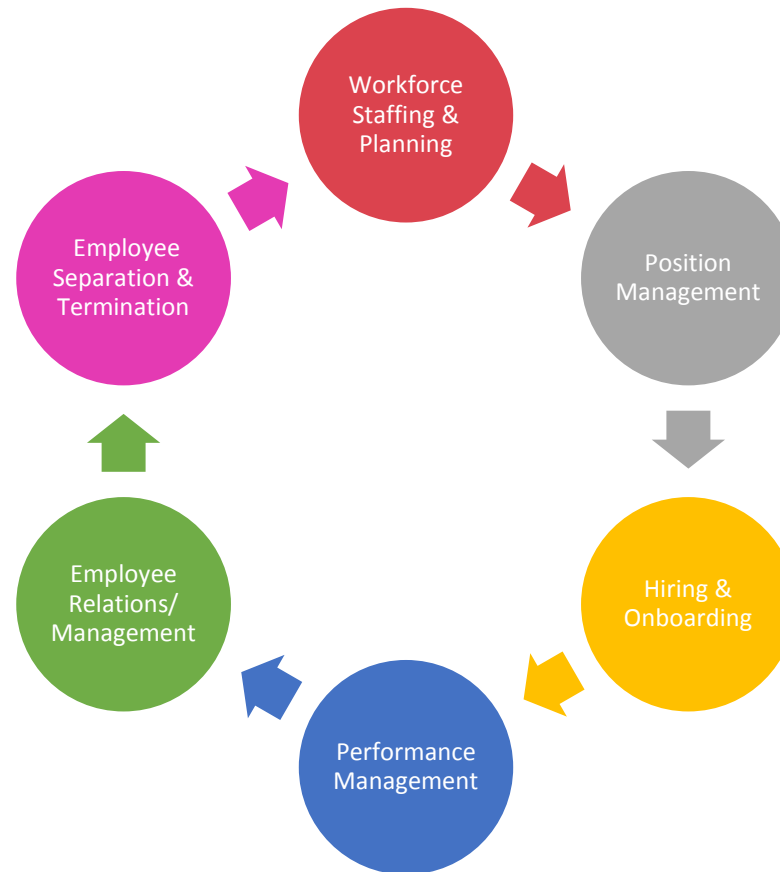 Workforce
Staffing &
Planning
Position
Management
Hiring &
Onboarding
Performance
Management
Employee
Relations/
Management
Employee
Separation &
Termination